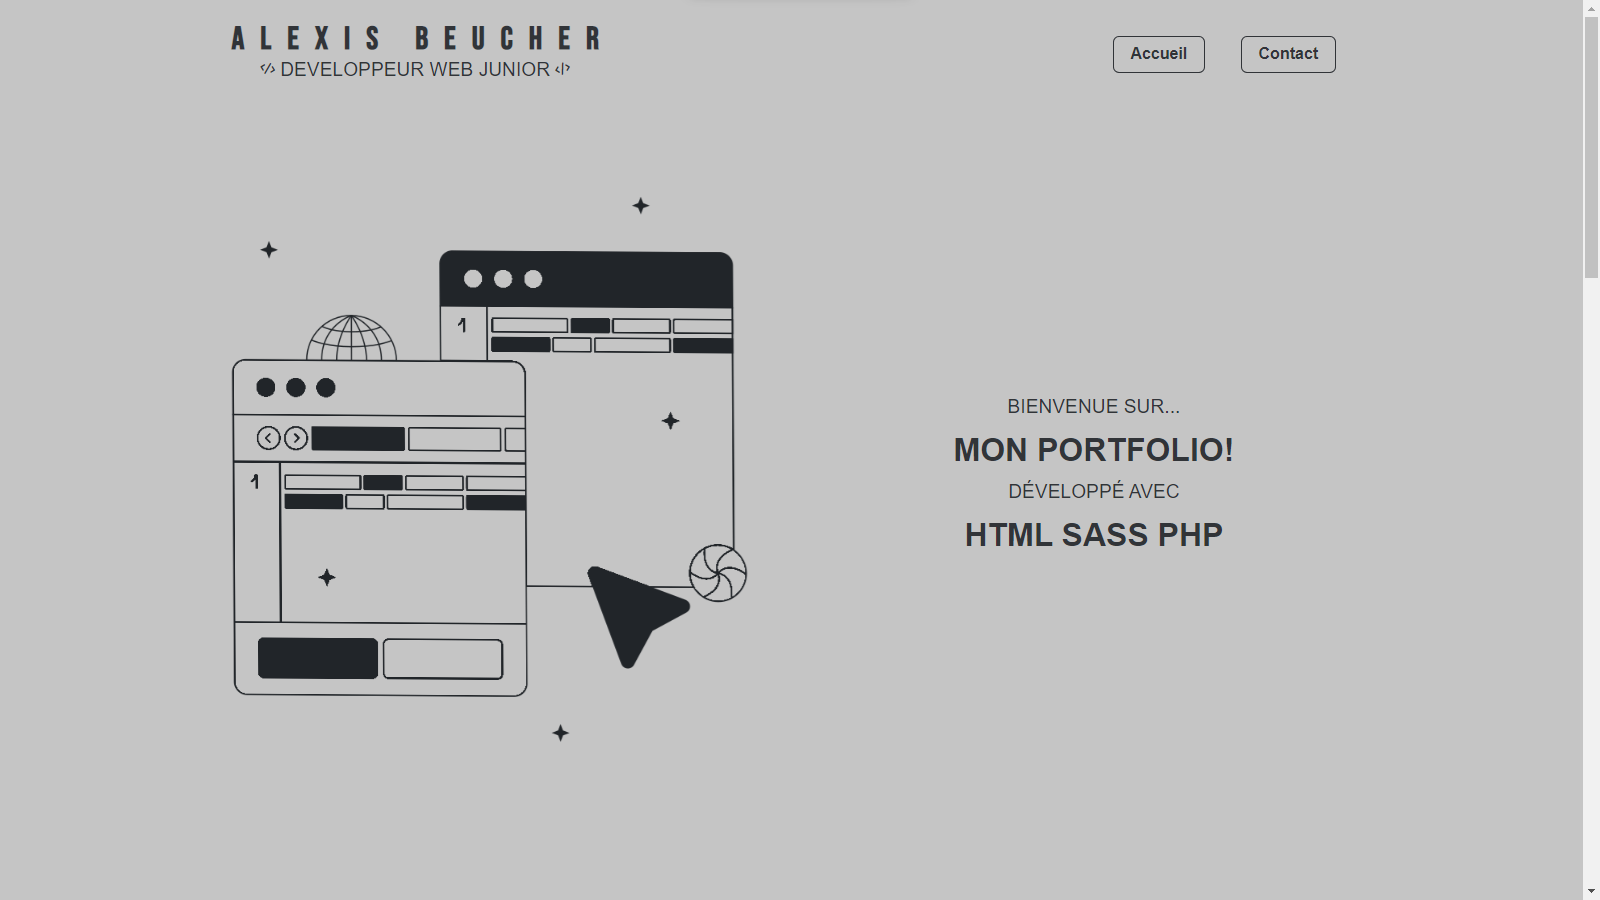 ALEXIS BEUCHER
</> DEVELOPPEUR WEB JUNIOR </>
Accueil
Contact
1
1
BIENVENUE SUR...
MON PORTFOLIO!
DÉVELOPPÉ AVEC
HTML SASS PHP